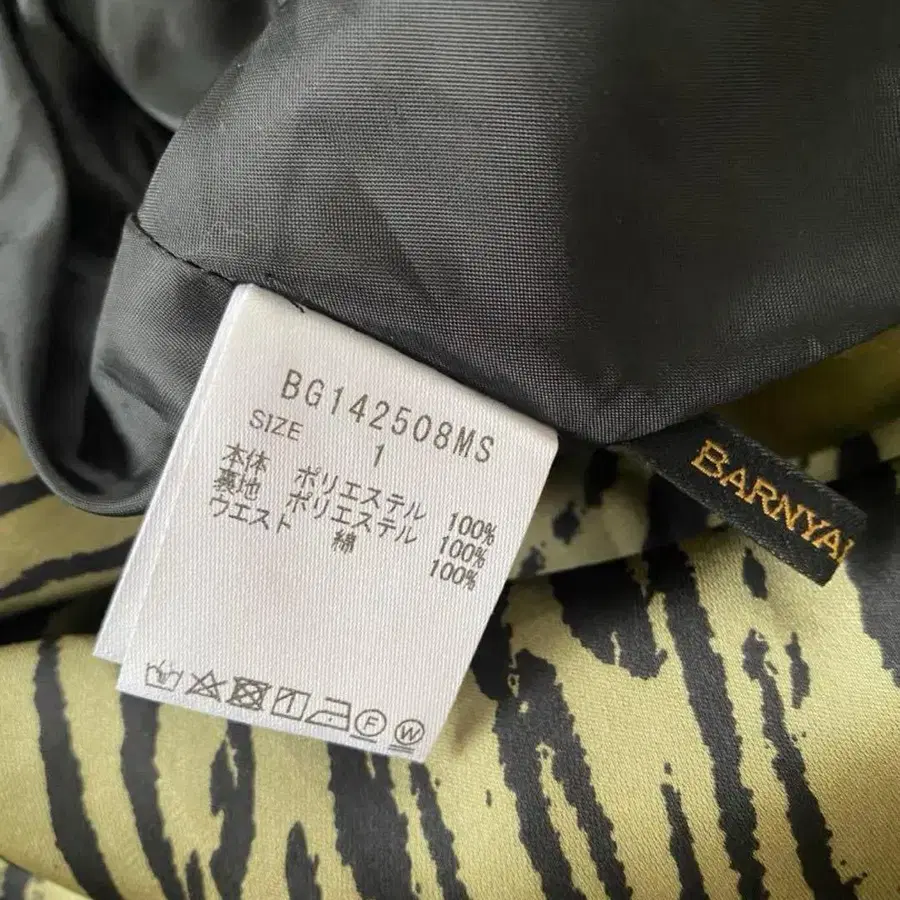 BG142508MS
SIZE 1
本体 ポリエステル 100%
裏地 ポリエステル 100%
ウエスト 綿 100%
F W
BARNYA